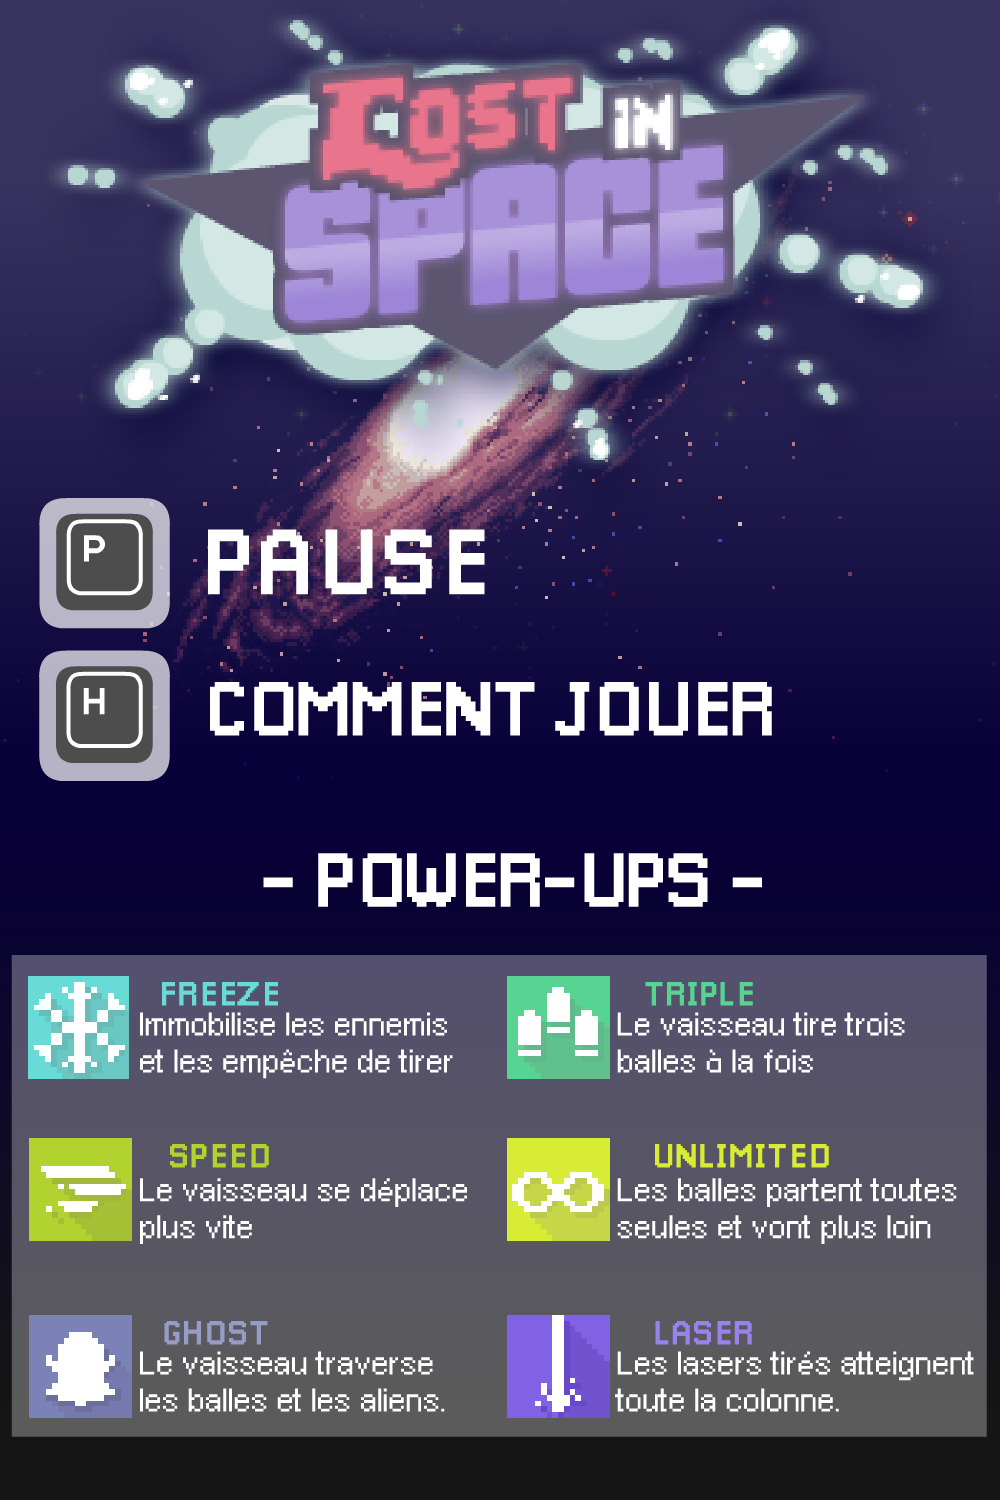 LOST IN
SPACE
P
PAUSE
H
COMMENT JOUER
- POWER-UPS -
FREEZE
Immobilise les ennemis
et les empêche de tirer
TRIPLE
Le vaisseau tire trois
balles à la fois
SPEED
Le vaisseau se déplace
plus vite
UNLIMITED
Les balles partent toutes
seules et vont plus loin
GHOST
Le vaisseau traverse
les balles et les aliens.
LASER
Les lasers tirés atteignent
toute la colonne.